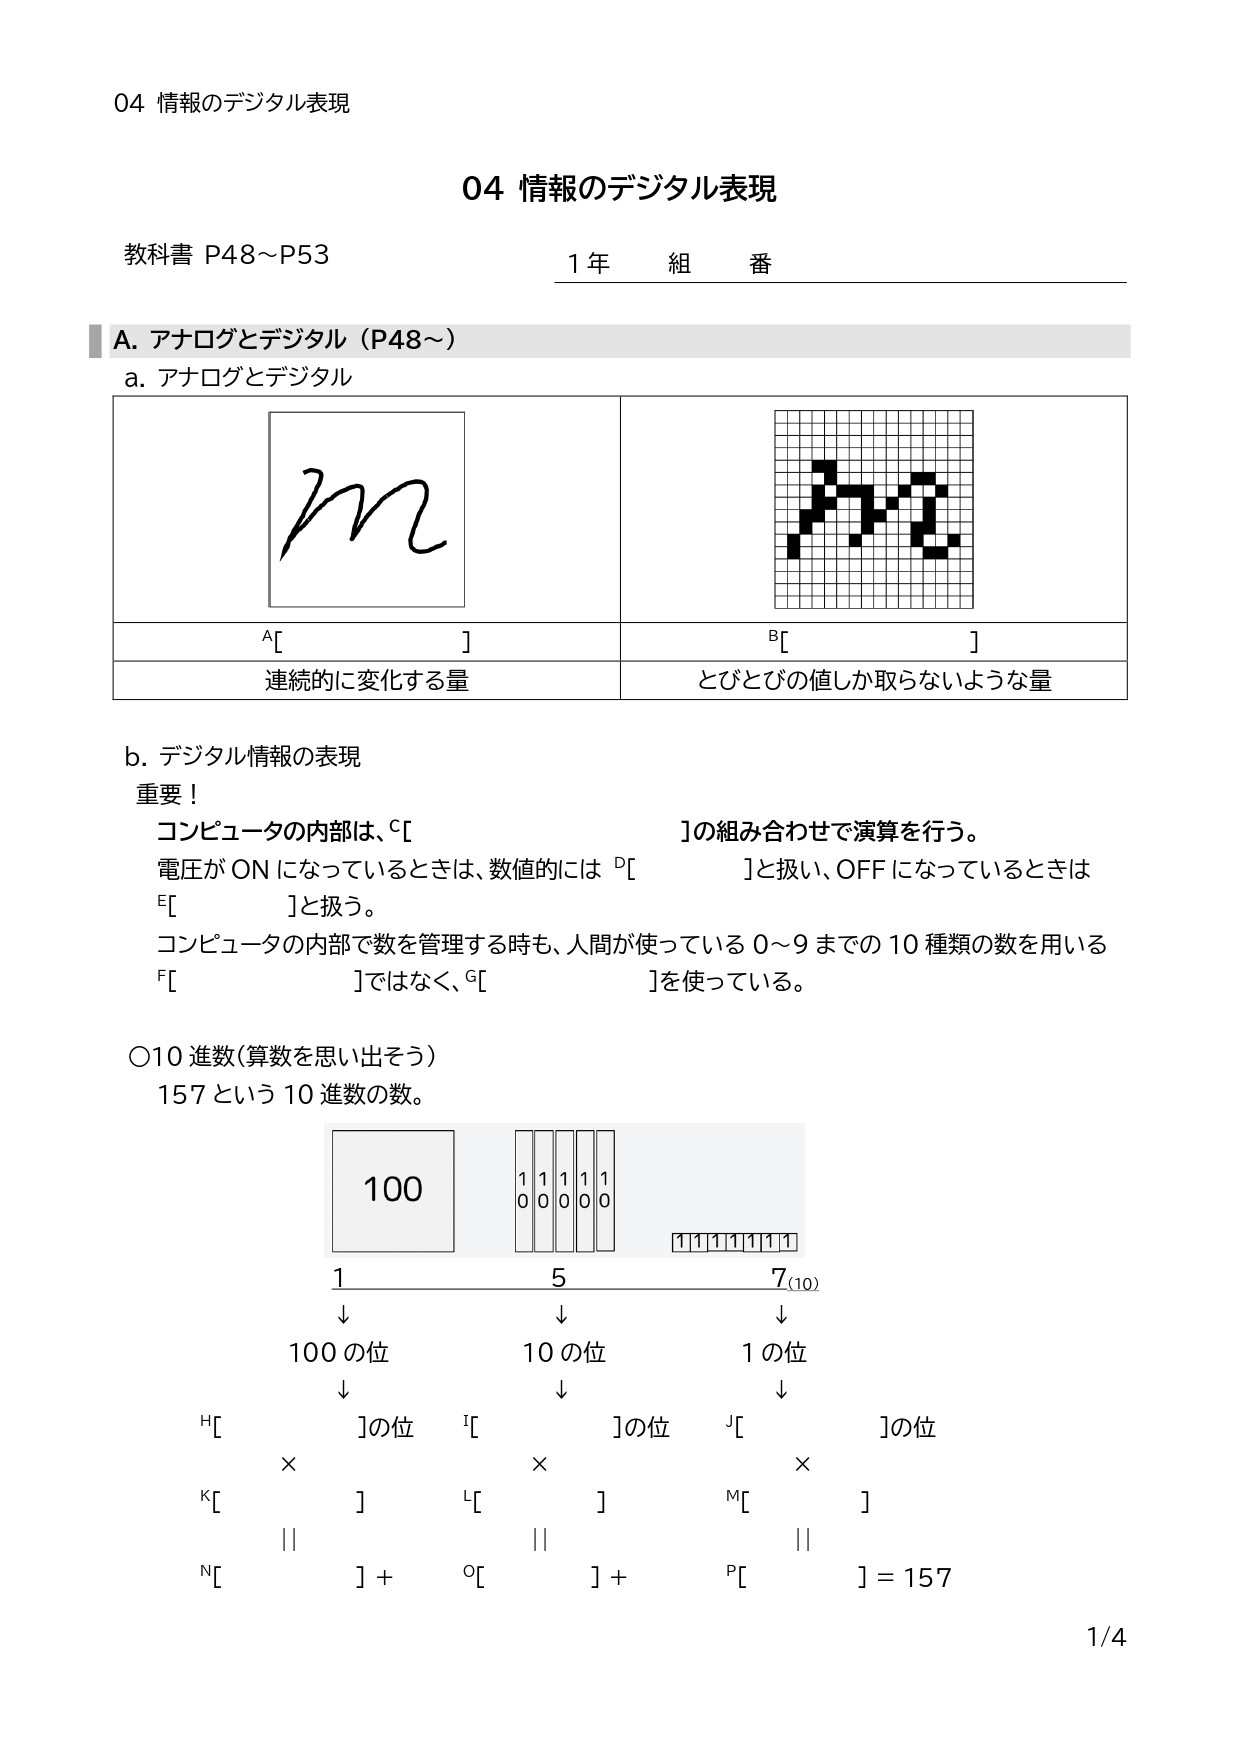 04 情報のデジタル表現
04 情報のデジタル表現
教科書 P48～P53
1年 組 番
A. アナログとデジタル（P48～）
a. アナログとデジタル
m m
A[ ] B[ ]
連続的に変化する量 とびとびの値しか取らないような量
b. デジタル情報の表現
重要！
コンピュータの内部は、C[ ]の組み合わせで演算を行う。
電圧が ON になっているときは、数値的には D[ ]と扱い、OFF になっているときは
E[ ]と扱う。
コンピュータの内部で数を管理する時も、人間が使っている 0～9 までの 10 種類の数を用いる
F[ ]ではなく、G[ ]を使っている。
○10 進数（算数を思い出そう）
157 という 10 進数の数。
100 10 10 10 10 10 1 1 1 1 1 1 1
1 5 7(10)
↓ ↓ ↓
100 の位 10 の位 1 の位
↓ ↓ ↓
H[ ]の位 I[ ]の位 J[ ]の位
× × ×
K[ ] L[ ] M[ ]
|| || ||
N[ ] + O[ ] + P[ ] = 157
1/4